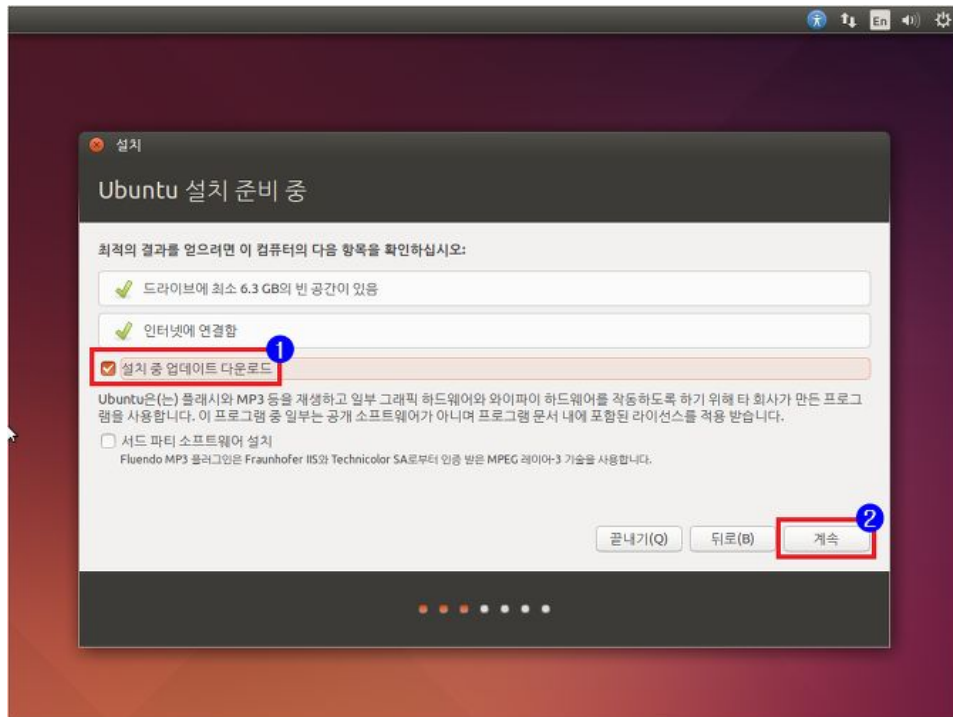 En
설치
Ubuntu 설치 준비 중
최적의 결과를 얻으려면 이 컴퓨터의 다음 항목을 확인하십시오:
드라이브에 최소 6.3 GB의 빈 공간이 있음
인터넷에 연결함
1
설치 중 업데이트 다운로드
Ubuntu은(는) 플래시와 MP3 등을 재생하고 일부 그래픽 하드웨어와 와이파이 하드웨어를 작동하도록 하기 위해 타 회사가 만든 프로그
램을 사용합니다. 이 프로그램 중 일부는 공개 소프트웨어가 아니며 프로그램 문서 내에 포함된 라이선스를 적용 받습니다.
서드 파티 소프트웨어 설치
Fluendo MP3 플러그인은 Fraunhofer IIS와 Technicolor SA로부터 인증 받은 MPEG 레이어-3 기술을 사용합니다.
2
끝내기(Q) 뒤로(B) 계속